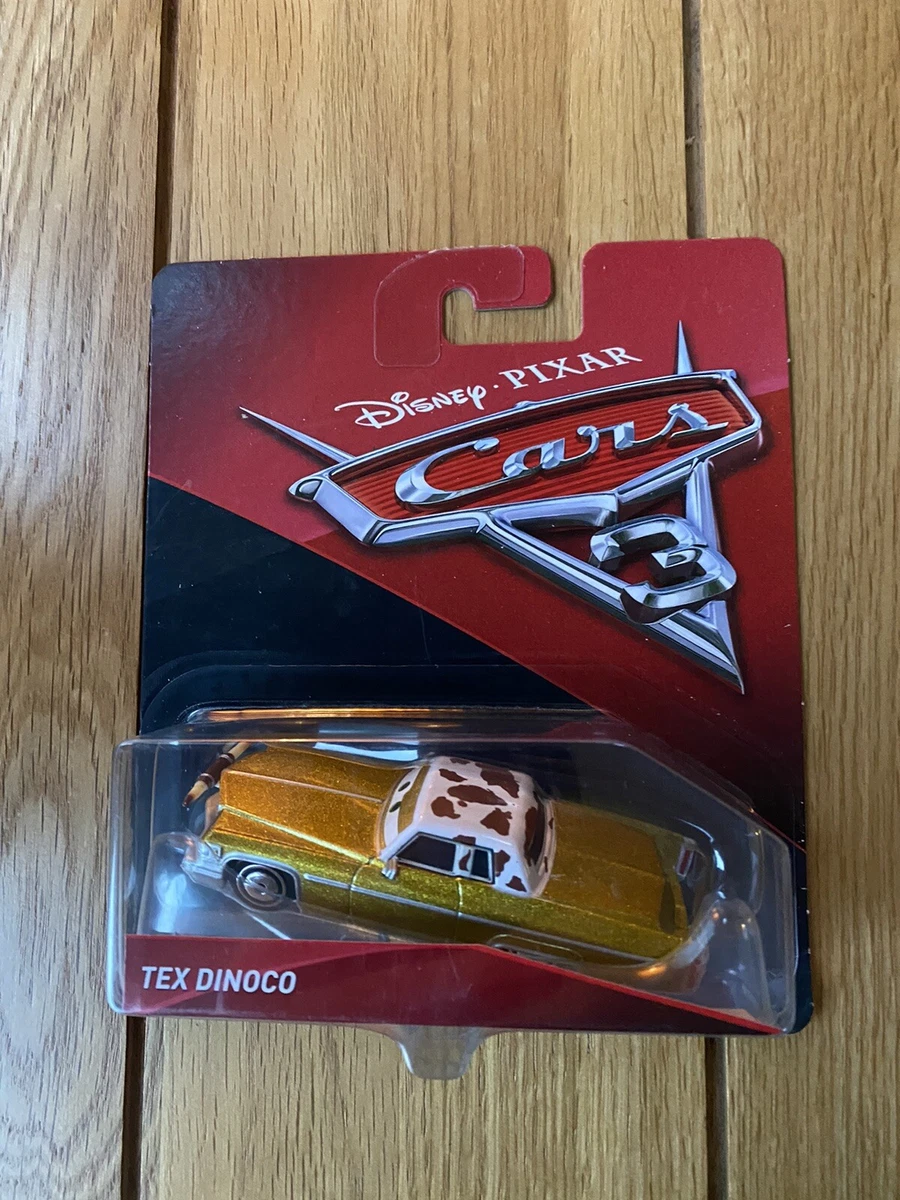 Disney · PIXAR
Cars
3
TEX DINOCO